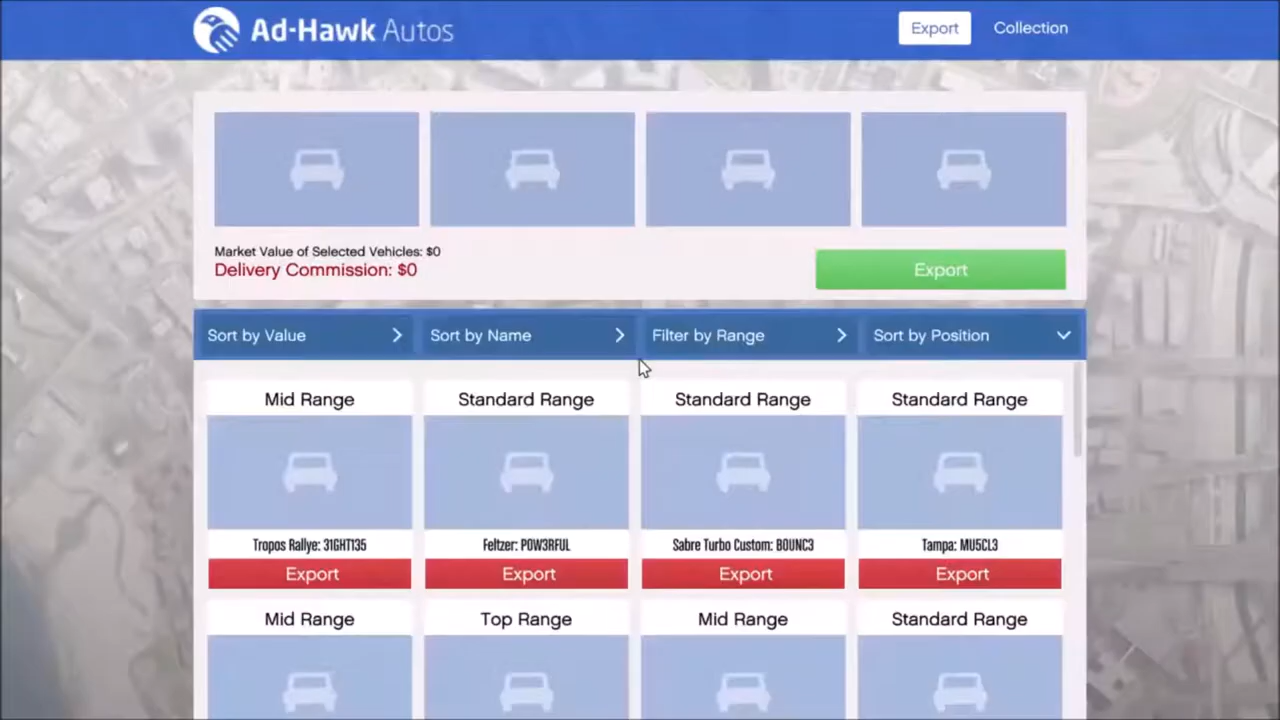 Ad-Hawk Autos
Export
Collection
Market Value of Selected Vehicles: $0
Delivery Commission: $0
Export
Sort by Value
Sort by Name
Filter by Range
Sort by Position
Mid Range
Standard Range
Standard Range
Standard Range
Tropos Rallye: 31GHT135
Feltzer: P0W3RFUL
Sabre Turbo Custom: B0UNC3
Tampa: MU5CL3
Export
Export
Export
Export
Mid Range
Top Range
Mid Range
Standard Range